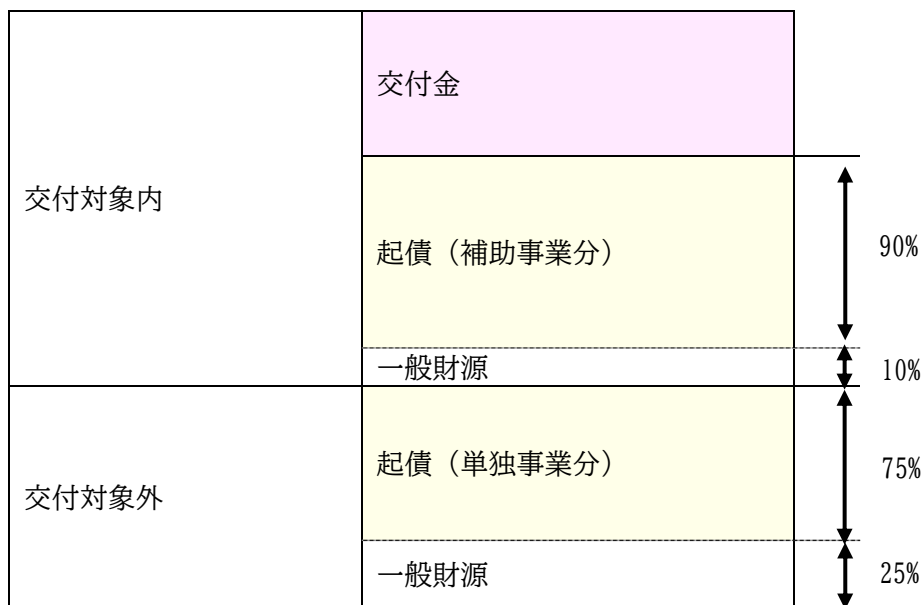 交付金
交付対象内
起債（補助事業分）
90%
一般財源
10%
起債（単独事業分）
75%
交付対象外
一般財源
25%